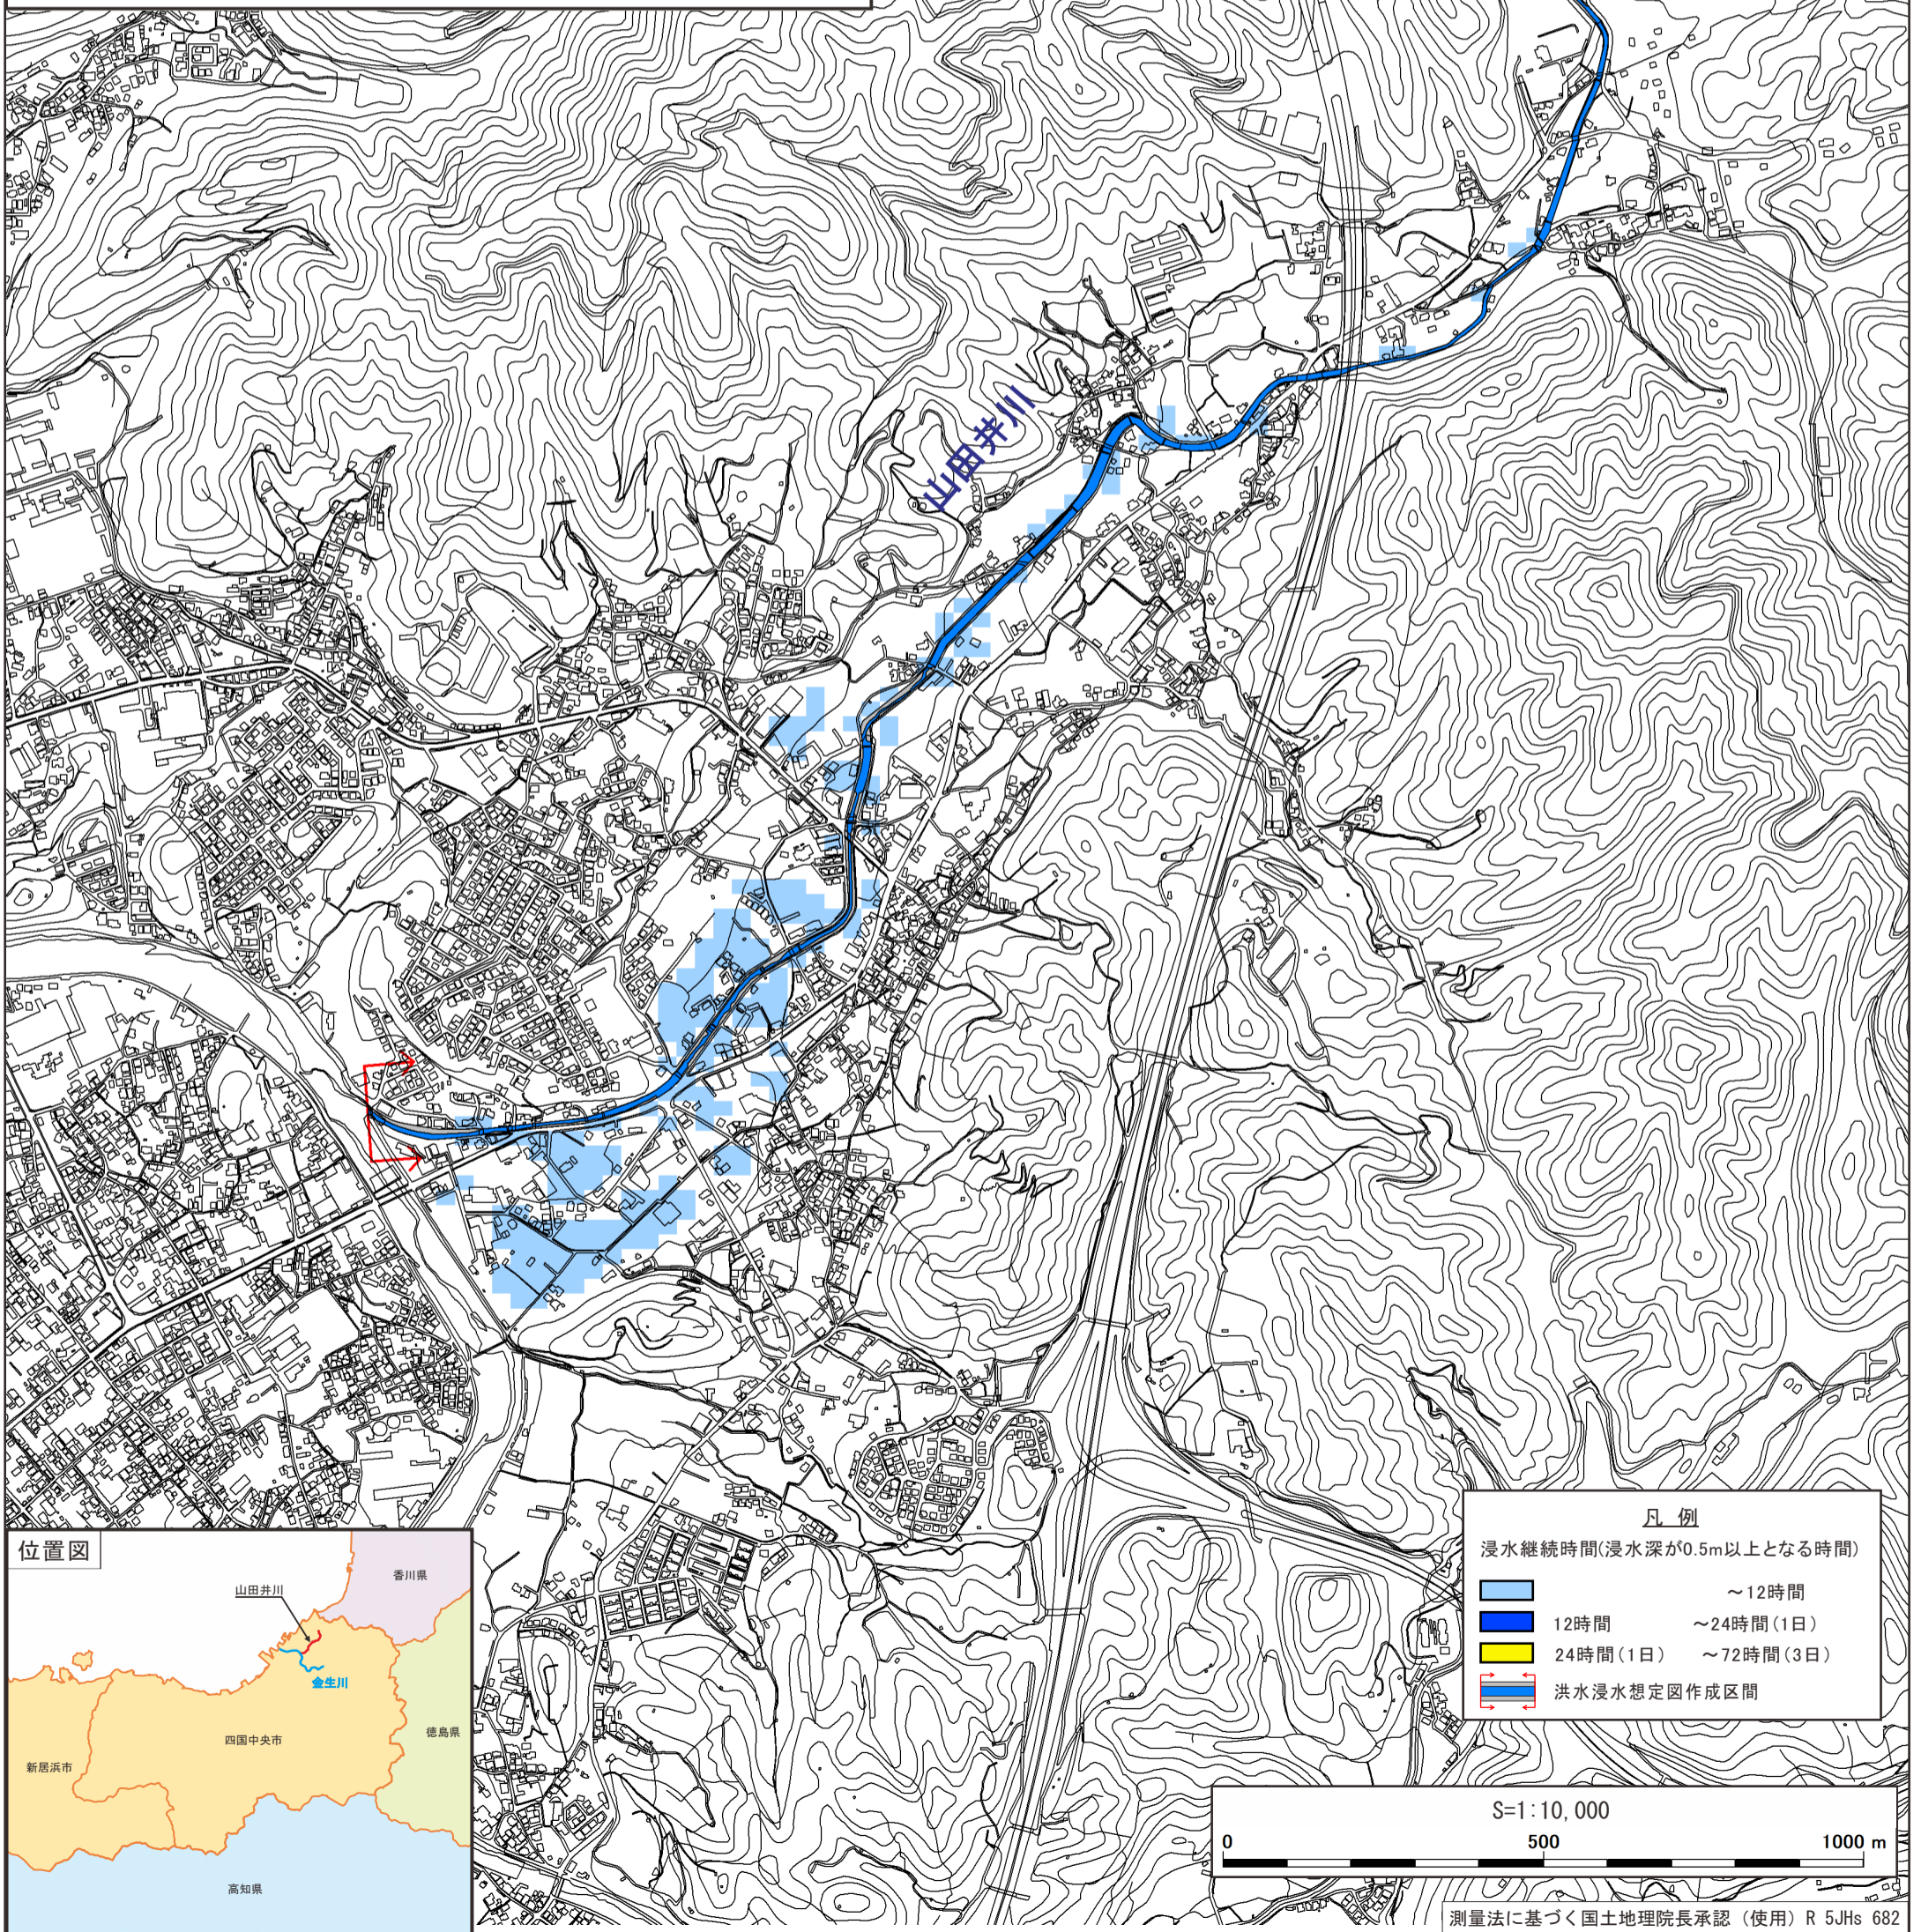 山田井川
位置図
香川県
山田井川
金生川
徳島県
四国中央市
新居浜市
高知県
凡 例
浸水継続時間(浸水深が0.5m以上となる時間)
～12時間
12時間 ～24時間(1日)
24時間(1日) ～72時間(3日)
洪水浸水想定図作成区間
S=1:10,000
0 500 1000 m
測量法に基づく国土地理院長承認（使用）R 5JHs 682